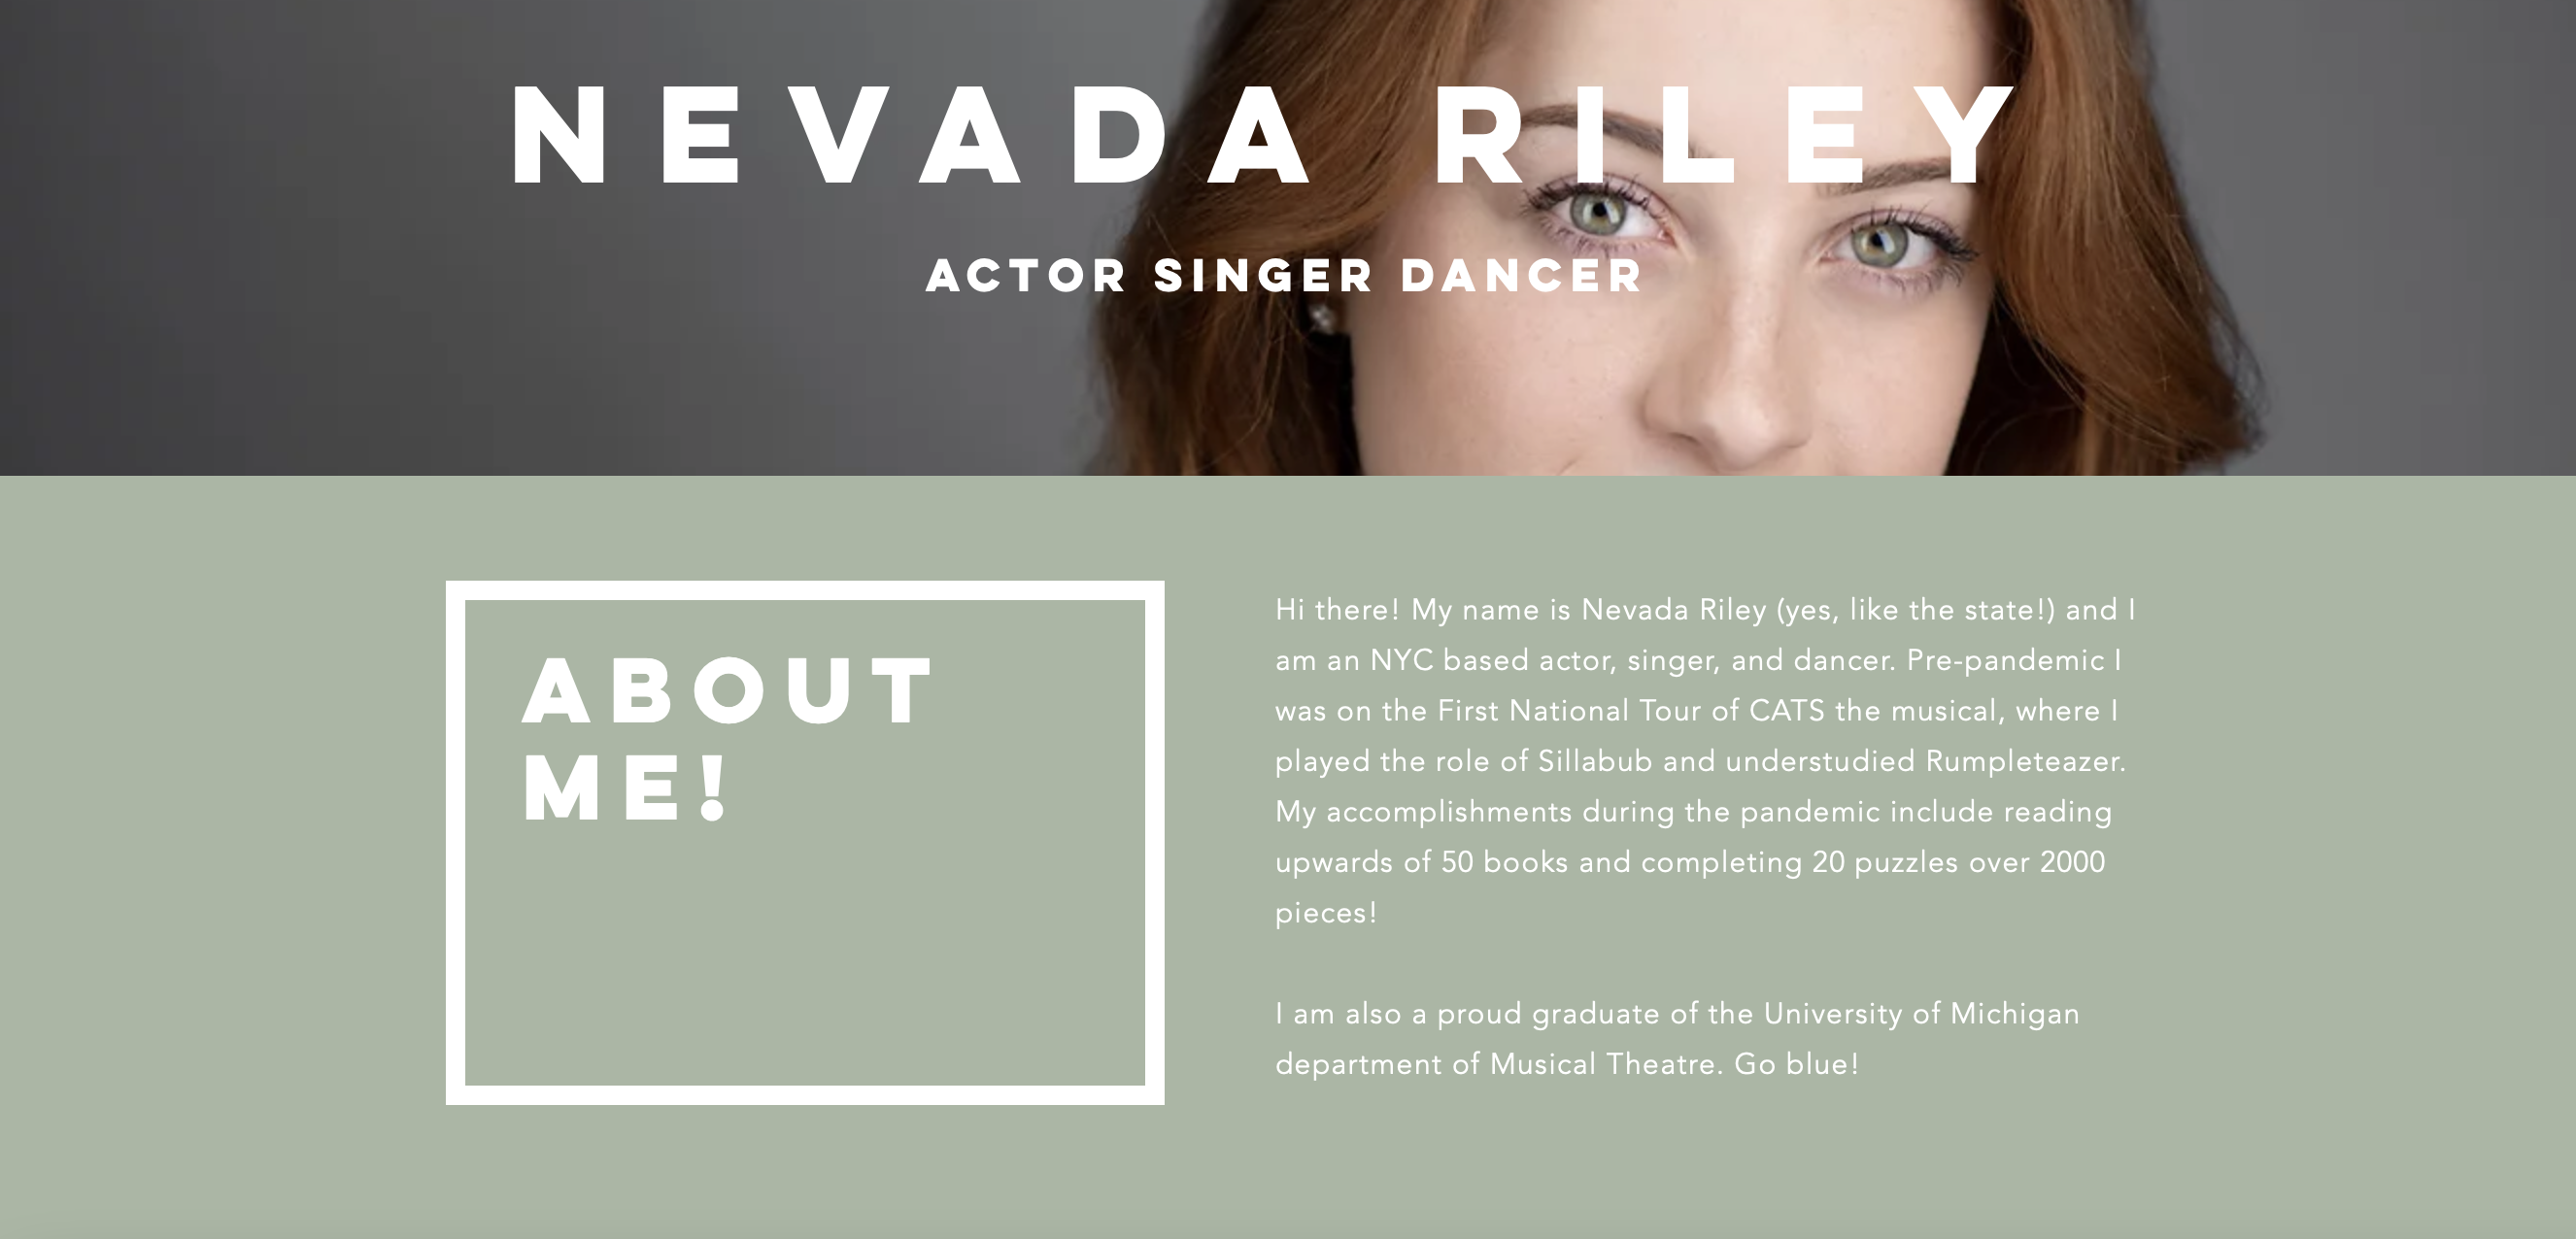 NEVADA RILEY
ACTOR SINGER DANCER
ABOUT
ME!
Hi there! My name is Nevada Riley (yes, like the state!) and I
am an NYC based actor, singer, and dancer. Pre-pandemic I
was on the First National Tour of CATS the musical, where I
played the role of Sillabub and understudied Rumpleteazer.
My accomplishments during the pandemic include reading
upwards of 50 books and completing 20 puzzles over 2000
pieces!
I am also a proud graduate of the University of Michigan
department of Musical Theatre. Go blue!